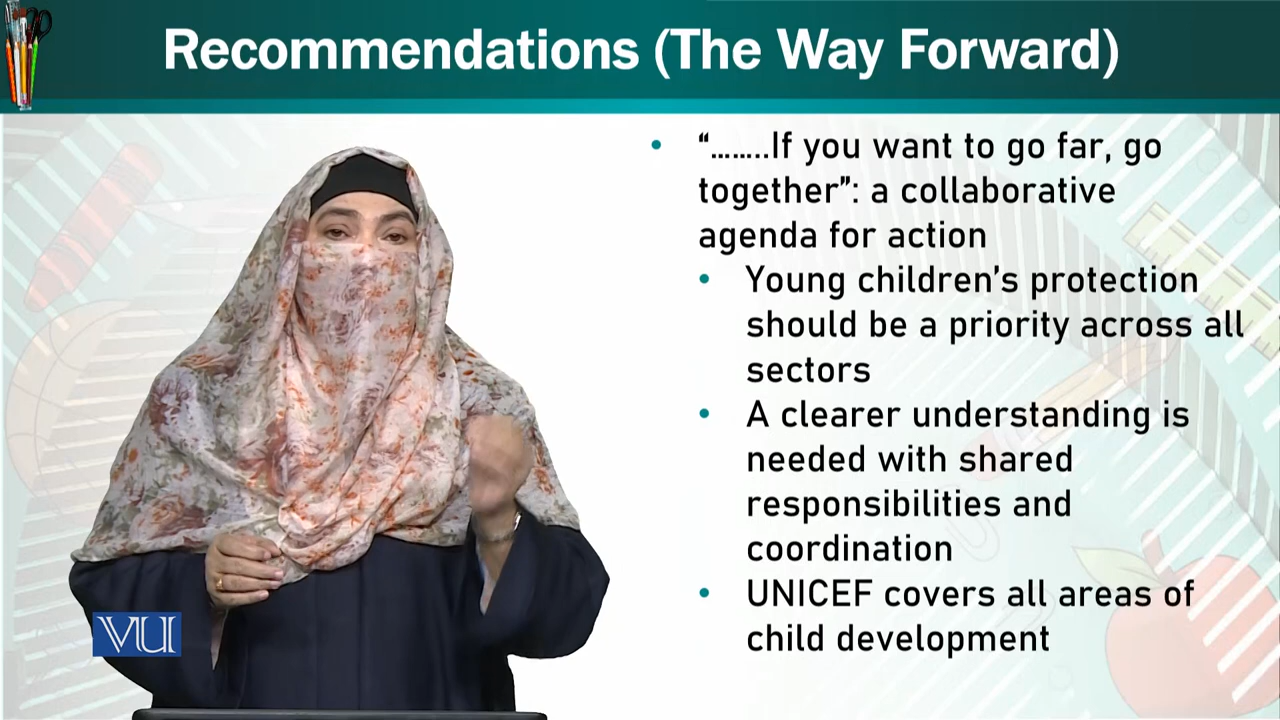 Recommendations (The Way Forward)
• “........If you want to go far, go
together”: a collaborative
agenda for action
• Young children’s protection
should be a priority across all
sectors
• A clearer understanding is
needed with shared
responsibilities and
coordination
• UNICEF covers all areas of
child development
VU